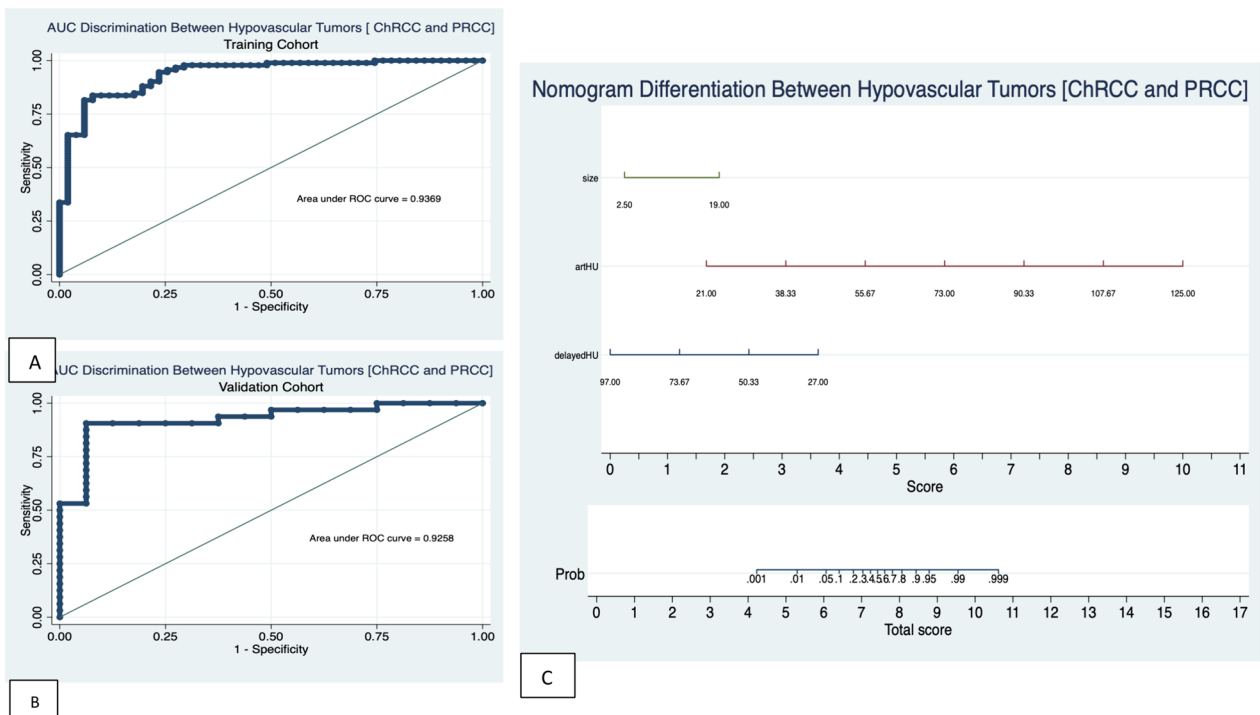 AUC Discrimination Between Hypovascular Tumors [ ChRCC and PRCC]
Training Cohort
1.00
0.75
0.50
0.25
0.00
Sensitivity
Area under ROC curve = 0.9369
0.00 0.25 0.50 0.75 1.00
1 - Specificity
A
AUC Discrimination Between Hypovascular Tumors [ChRCC and PRCC]
Validation Cohort
1.00
0.75
0.50
0.25
0.00
Sensitivity
Area under ROC curve = 0.9258
0.00 0.25 0.50 0.75 1.00
1 - Specificity
B
Nomogram Differentiation Between Hypovascular Tumors [ChRCC and PRCC]
size
2.50 19.00
artHU
21.00 38.33 55.67 73.00 90.33 107.67 125.00
delayedHU
97.00 73.67 50.33 27.00
0 1 2 3 4 5 6 7 8 9 10 11
Score
Prob
.001 .01 .05 .1 .2 .3 .4 .5 .6 .7 .8 .9 .95 .99 .999
0 1 2 3 4 5 6 7 8 9 10 11 12 13 14 15 16 17
Total score
C